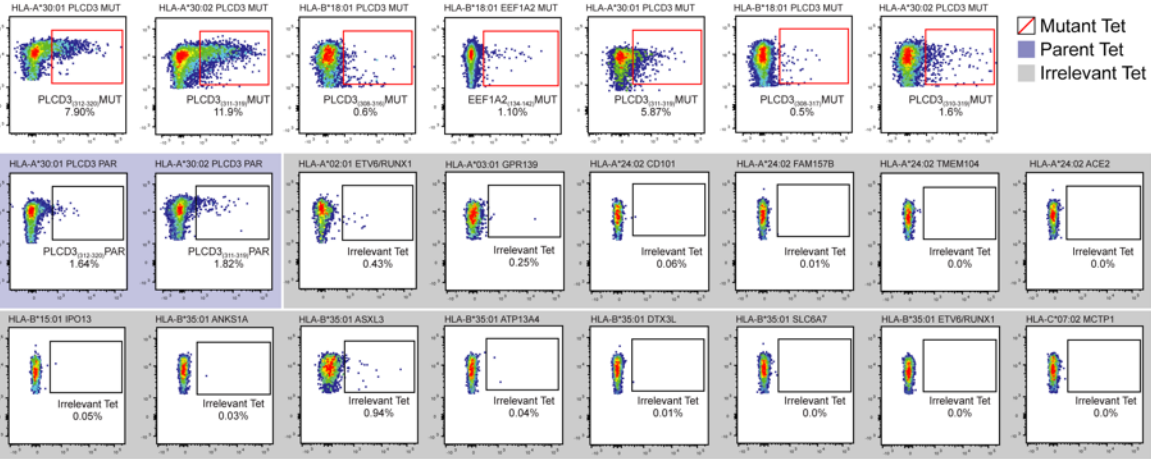 HLA-A*30:01 PLCD3 MUT
HLA-A*30:02 PLCD3 MUT
HLA-B*18:01 PLCD3 MUT
HLA-B*18:01 EEF1A2 MUT
HLA-A*30:01 PLCD3 MUT
HLA-B*18:01 PLCD3 MUT
HLA-A*30:02 PLCD3 MUT
Mutant Tet
Parent Tet
Irrelevant Tet
PLCD3(312-320)MUT
7.90%
PLCD3(311-319)MUT
11.9%
PLCD3(308-316)MUT
0.6%
EEF1A2(134-142)MUT
1.10%
PLCD3(311-319)MUT
5.87%
PLCD3(308-317)MUT
0.5%
PLCD3(310-319)MUT
1.6%
HLA-A*30:01 PLCD3 PAR
HLA-A*30:02 PLCD3 PAR
HLA-A*02:01 ETV6/RUNX1
HLA-A*03:01 GPR139
HLA-A*24:02 CD101
HLA-A*24:02 FAM157B
HLA-A*24:02 TMEM104
HLA-A*24:02 ACE2
PLCD3(312-320)PAR
1.64%
PLCD3(311-319)PAR
1.82%
Irrelevant Tet
0.43%
Irrelevant Tet
0.25%
Irrelevant Tet
0.06%
Irrelevant Tet
0.01%
Irrelevant Tet
0.0%
Irrelevant Tet
0.0%
HLA-B*15:01 IPO13
HLA-B*35:01 ANKS1A
HLA-B*35:01 ASXL3
HLA-B*35:01 ATP13A4
HLA-B*35:01 DTX3L
HLA-B*35:01 SLC6A7
HLA-B*35:01 ETV6/RUNX1
HLA-C*07:02 MCTP1
Irrelevant Tet
0.05%
Irrelevant Tet
0.03%
Irrelevant Tet
0.94%
Irrelevant Tet
0.04%
Irrelevant Tet
0.01%
Irrelevant Tet
0.0%
Irrelevant Tet
0.0%
Irrelevant Tet
0.0%